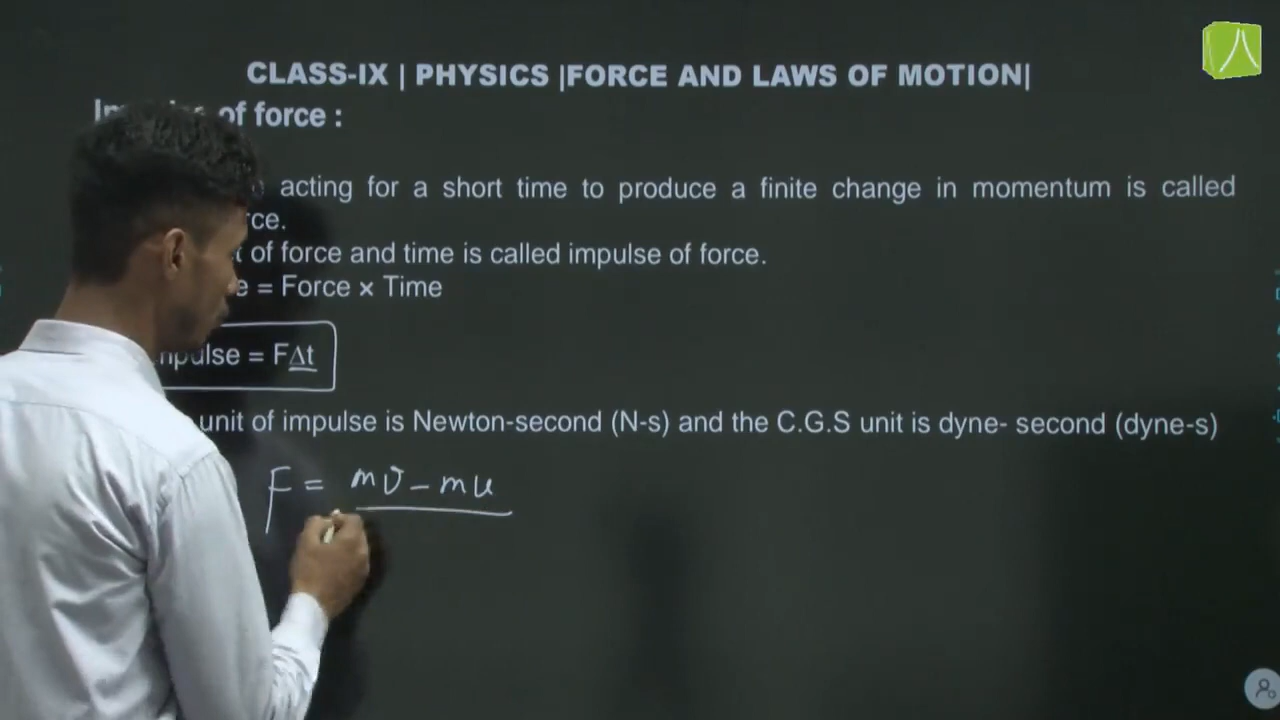 CLASS-IX | PHYSICS |FORCE AND LAWS OF MOTION|
of force :
acting for a short time to produce a finite change in momentum is called
of force and time is called impulse of force.
= Force × Time
= FΔt
unit of impulse is Newton-second (N-s) and the C.G.S unit is dyne- second (dyne-s)
F = mv - mu